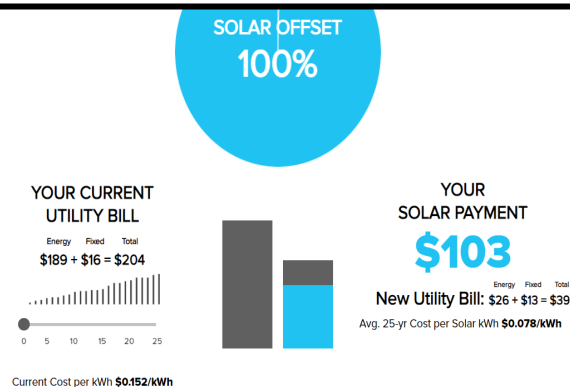 SOLAR OFFSET
100%
YOUR CURRENT
UTILITY BILL
Energy Fixed Total
$189 + $16 = $204
0 5 10 15 20 25
Current Cost per kWh $0.152/kWh
YOUR
SOLAR PAYMENT
$103
Energy Fixed Total
New Utility Bill: $26 + $13 = $39
Avg. 25-yr Cost per Solar kWh $0.078/kWh